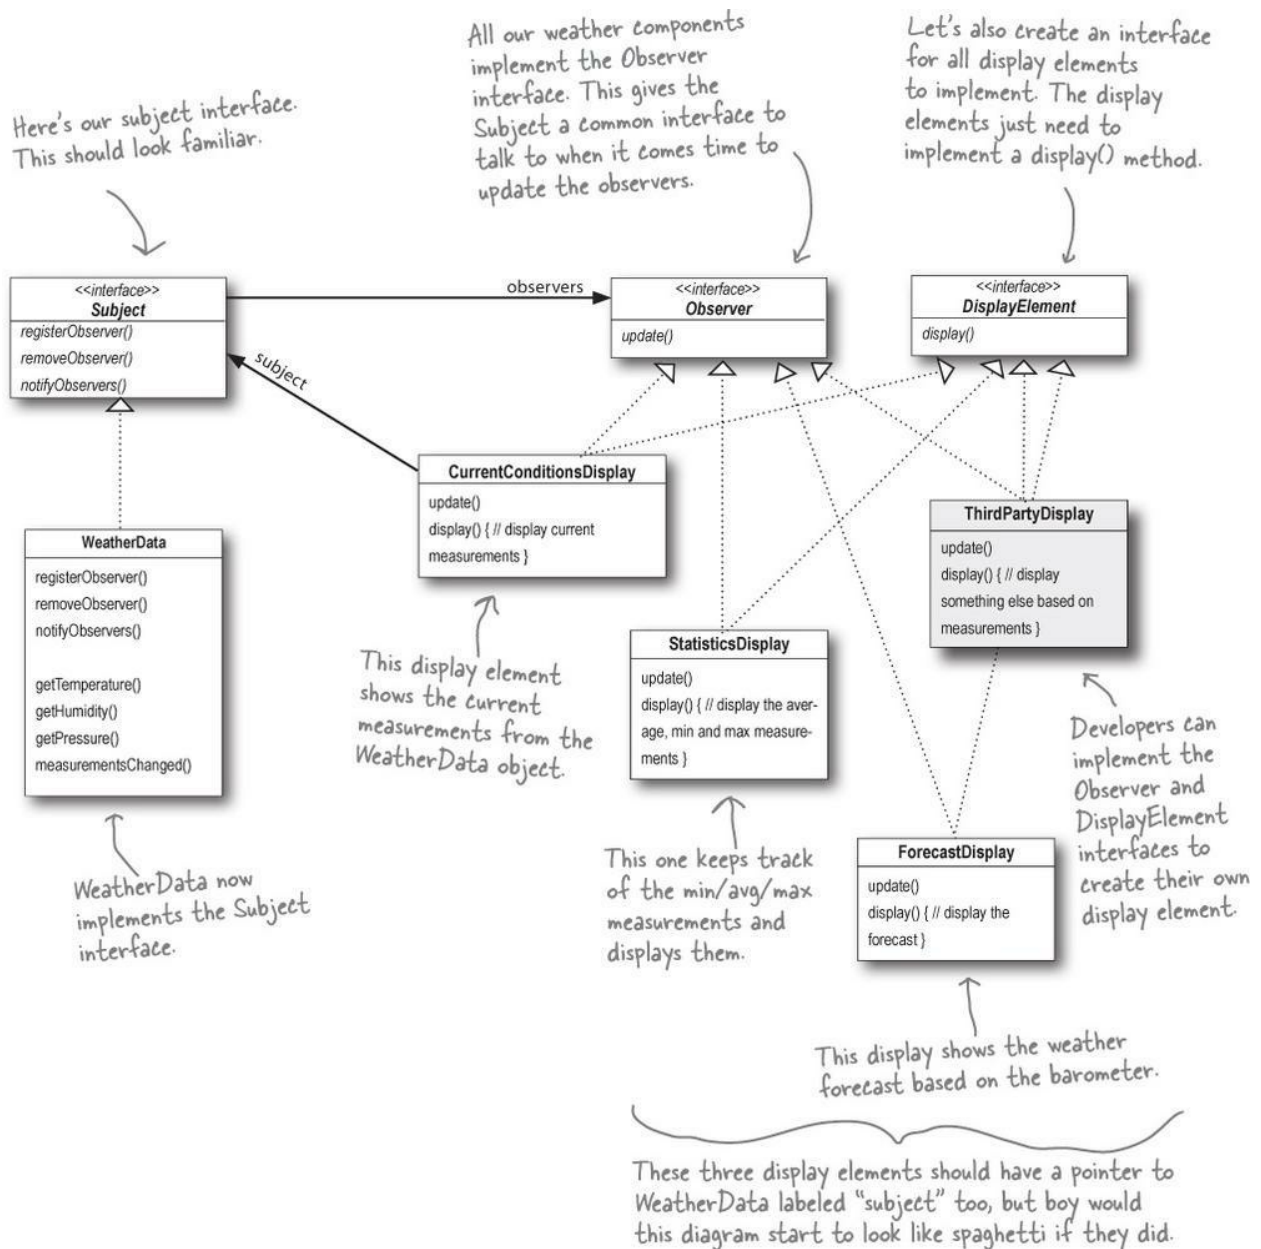 Here's our subject interface.
This should look familiar.
All our weather components
implement the Observer
interface. This gives the
Subject a common interface to
talk to when it comes time to
update the observers.
Let's also create an interface
for all display elements
to implement. The display
elements just need to
implement a display() method.
<<interface>>
Subject
registerObserver()
removeObserver()
notifyObservers()
observers
subject
<<interface>>
Observer
update()
<<interface>>
DisplayElement
display()
WeatherData
registerObserver()
removeObserver()
notifyObservers()
getTemperature()
getHumidity()
getPressure()
measurementsChanged()
WeatherData now
implements the Subject
interface.
CurrentConditionsDisplay
update()
display() { // display current
measurements }
This display element
shows the current
measurements from the
WeatherData object.
StatisticsDisplay
update()
display() { // display the aver-
age, min and max measure-
ments }
This one keeps track
of the min/avg/max
measurements and
displays them.
ThirdPartyDisplay
update()
display() { // display
something else based on
measurements }
Developers can
implement the
Observer and
DisplayElement
interfaces to
create their own
display element.
ForecastDisplay
update()
display() { // display the
forecast }
This display shows the weather
forecast based on the barometer.
These three display elements should have a pointer to
WeatherData labeled "subject" too, but boy would
this diagram start to look like spaghetti if they did.